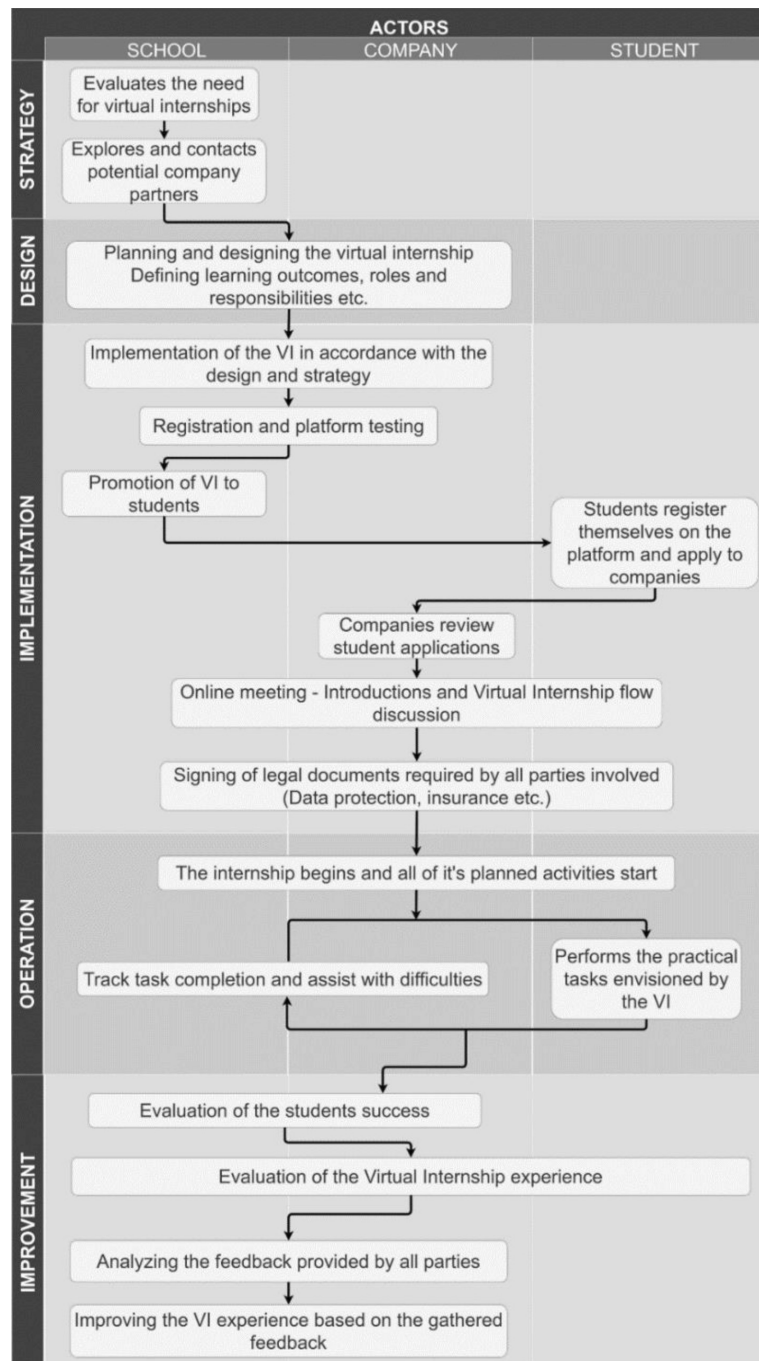 ACTORS
SCHOOL
COMPANY
STUDENT
STRATEGY
Evaluates the need
for virtual internships
Explores and contacts
potential company
partners
DESIGN
Planning and designing the virtual internship
Defining learning outcomes, roles and
responsibilities etc.
IMPLEMENTATION
Implementation of the VI in accordance with the
design and strategy
Registration and platform testing
Promotion of VI to
students
Students register
themselves on the
platform and apply to
companies
Companies review
student applications
Online meeting - Introductions and Virtual Internship flow
discussion
Signing of legal documents required by all parties involved
(Data protection, insurance etc.)
OPERATION
The internship begins and all of it's planned activities start
Track task completion and assist with difficulties
Performs the practical
tasks envisioned by
the VI
IMPROVEMENT
Evaluation of the students success
Evaluation of the Virtual Internship experience
Analyzing the feedback provided by all parties
Improving the VI experience based on the gathered
feedback